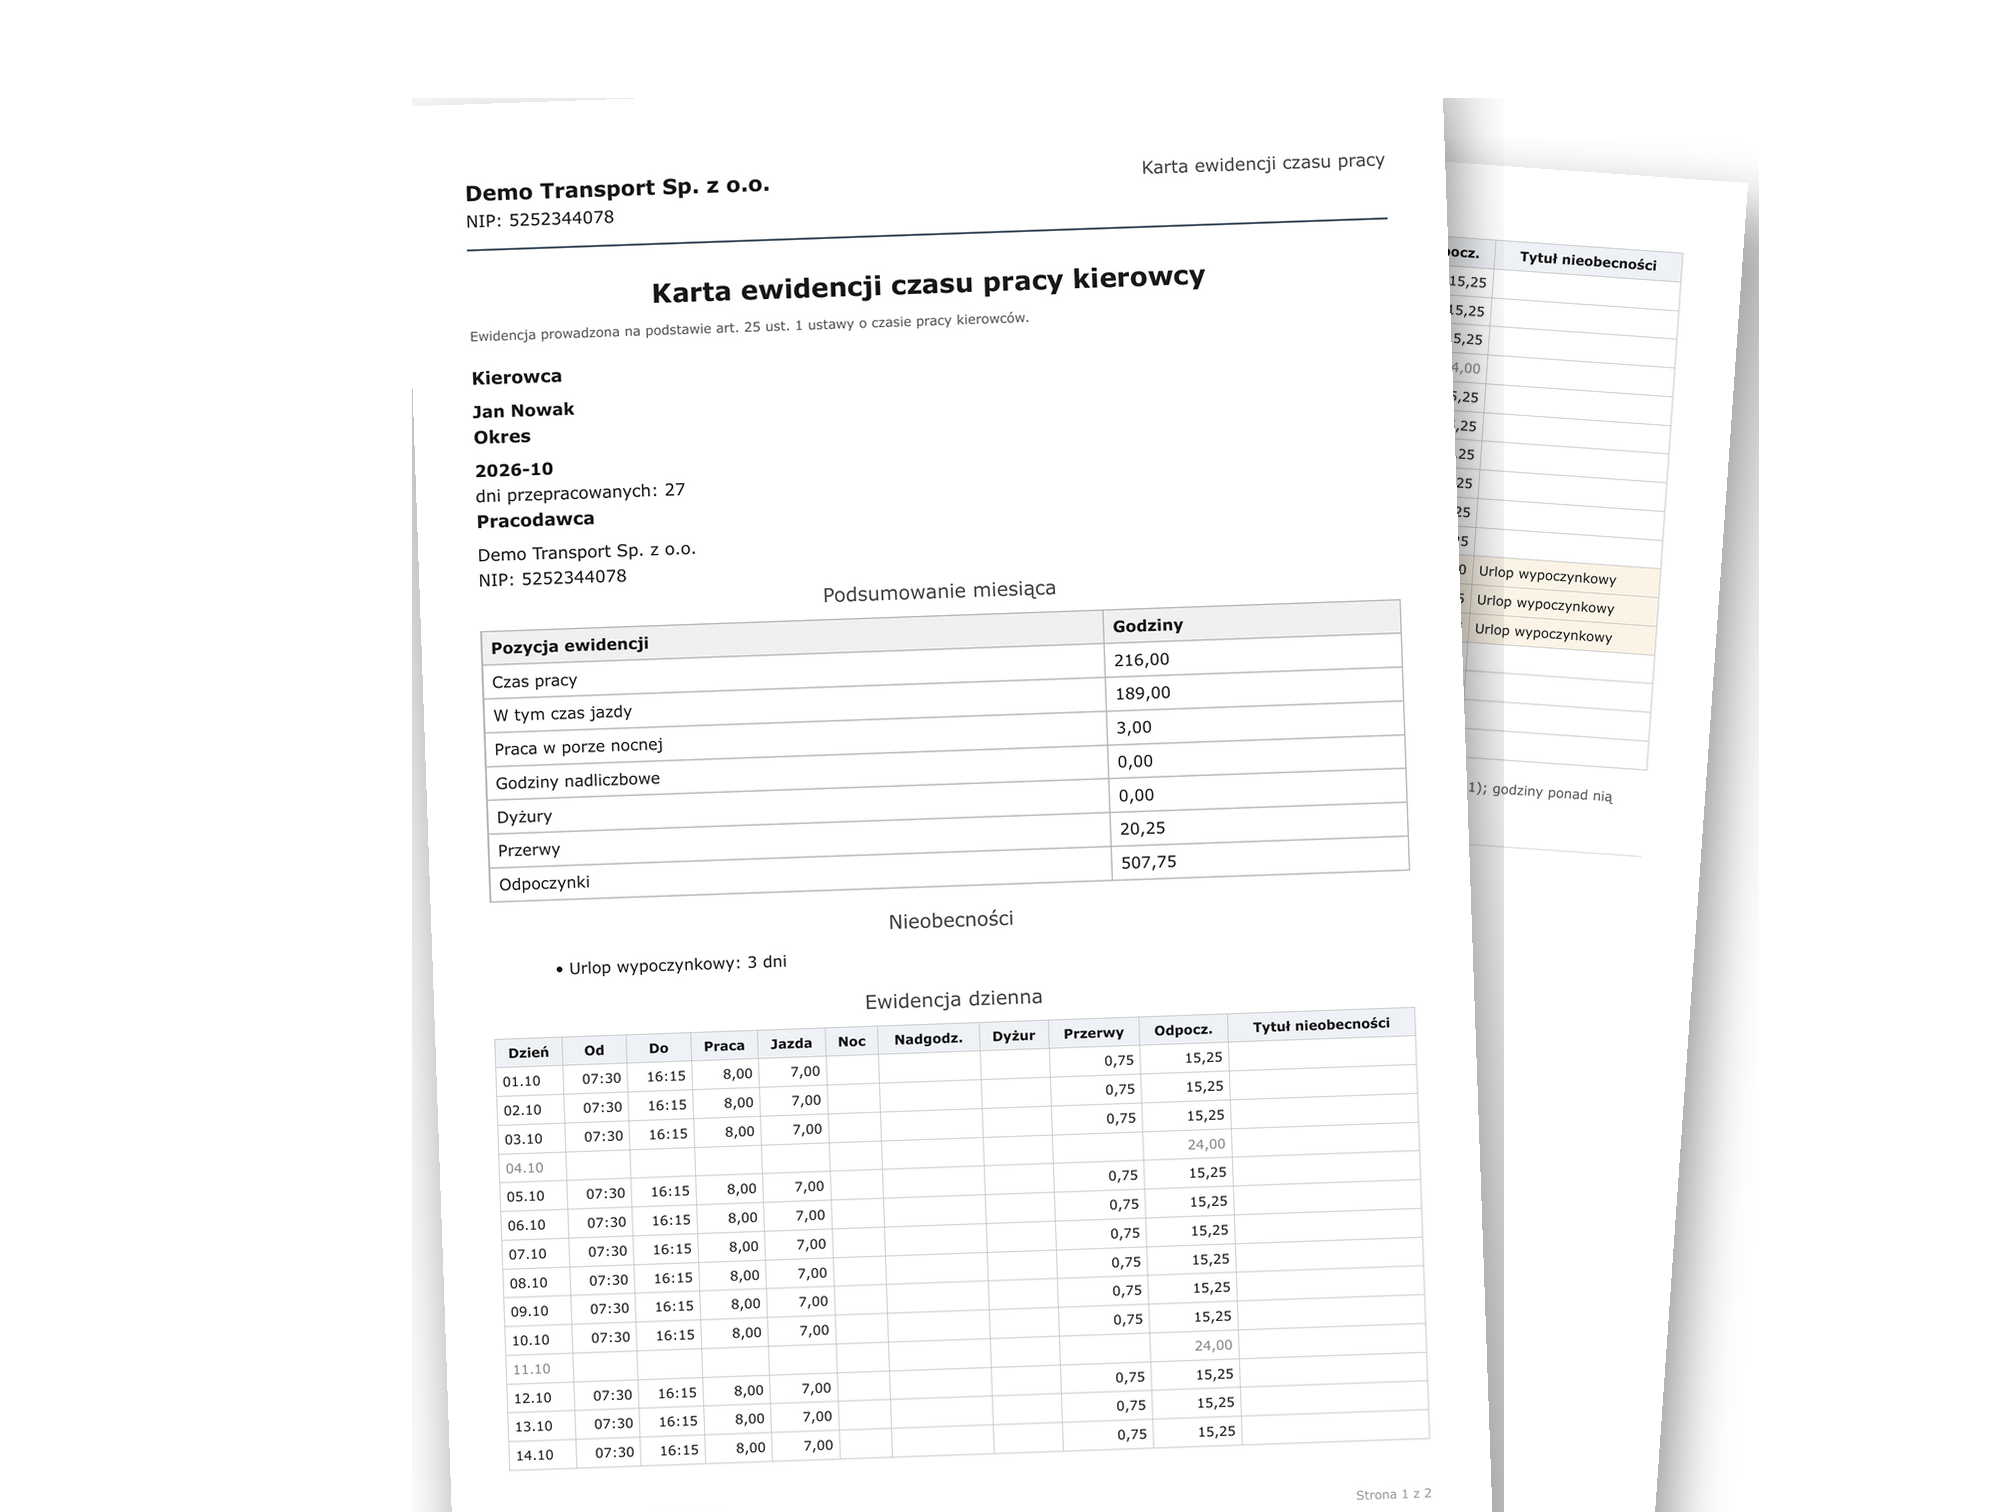 Karta ewidencji czasu pracy
Demo Transport Sp. z o.o.
NIP: 5252344078
Karta ewidencji czasu pracy kierowcy
Ewidencja prowadzona na podstawie art. 25 ust. 1 ustawy o czasie pracy kierowców.
Kierowca
Jan Nowak
Okres
2026-10
dni przepracowanych: 27
Pracodawca
Demo Transport Sp. z o.o.
NIP: 5252344078
Podsumowanie miesiąca
Pozycja ewidencji Godziny
Czas pracy 216,00
W tym czas jazdy 189,00
Praca w porze nocnej 3,00
Godziny nadliczbowe 0,00
Dyżury 0,00
Przerwy 20,25
Odpoczynki 507,75
Nieobecności
• Urlop wypoczynkowy: 3 dni
Ewidencja dzienna
Dzień Od Do Praca Jazda Noc Nadgodz. Dyżur Przerwy Odpocz. Tytuł nieobecności
01.10 07:30 16:15 8,00 7,00 0,75 15,25
02.10 07:30 16:15 8,00 7,00 0,75 15,25
03.10 07:30 16:15 8,00 7,00 0,75 15,25
04.10 24,00
05.10 07:30 16:15 8,00 7,00 0,75 15,25
06.10 07:30 16:15 8,00 7,00 0,75 15,25
07.10 07:30 16:15 8,00 7,00 0,75 15,25
08.10 07:30 16:15 8,00 7,00 0,75 15,25
09.10 07:30 16:15 8,00 7,00 0,75 15,25
10.10 07:30 16:15 8,00 7,00 0,75 15,25
11.10 24,00
12.10 07:30 16:15 8,00 7,00 0,75 15,25
13.10 07:30 16:15 8,00 7,00 0,75 15,25
14.10 07:30 16:15 8,00 7,00 0,75 15,25
Strona 1 z 2
Tytuł nieobecności
15,25
15,25
Urlop wypoczynkowy
Urlop wypoczynkowy
Urlop wypoczynkowy
1); godziny ponad nią